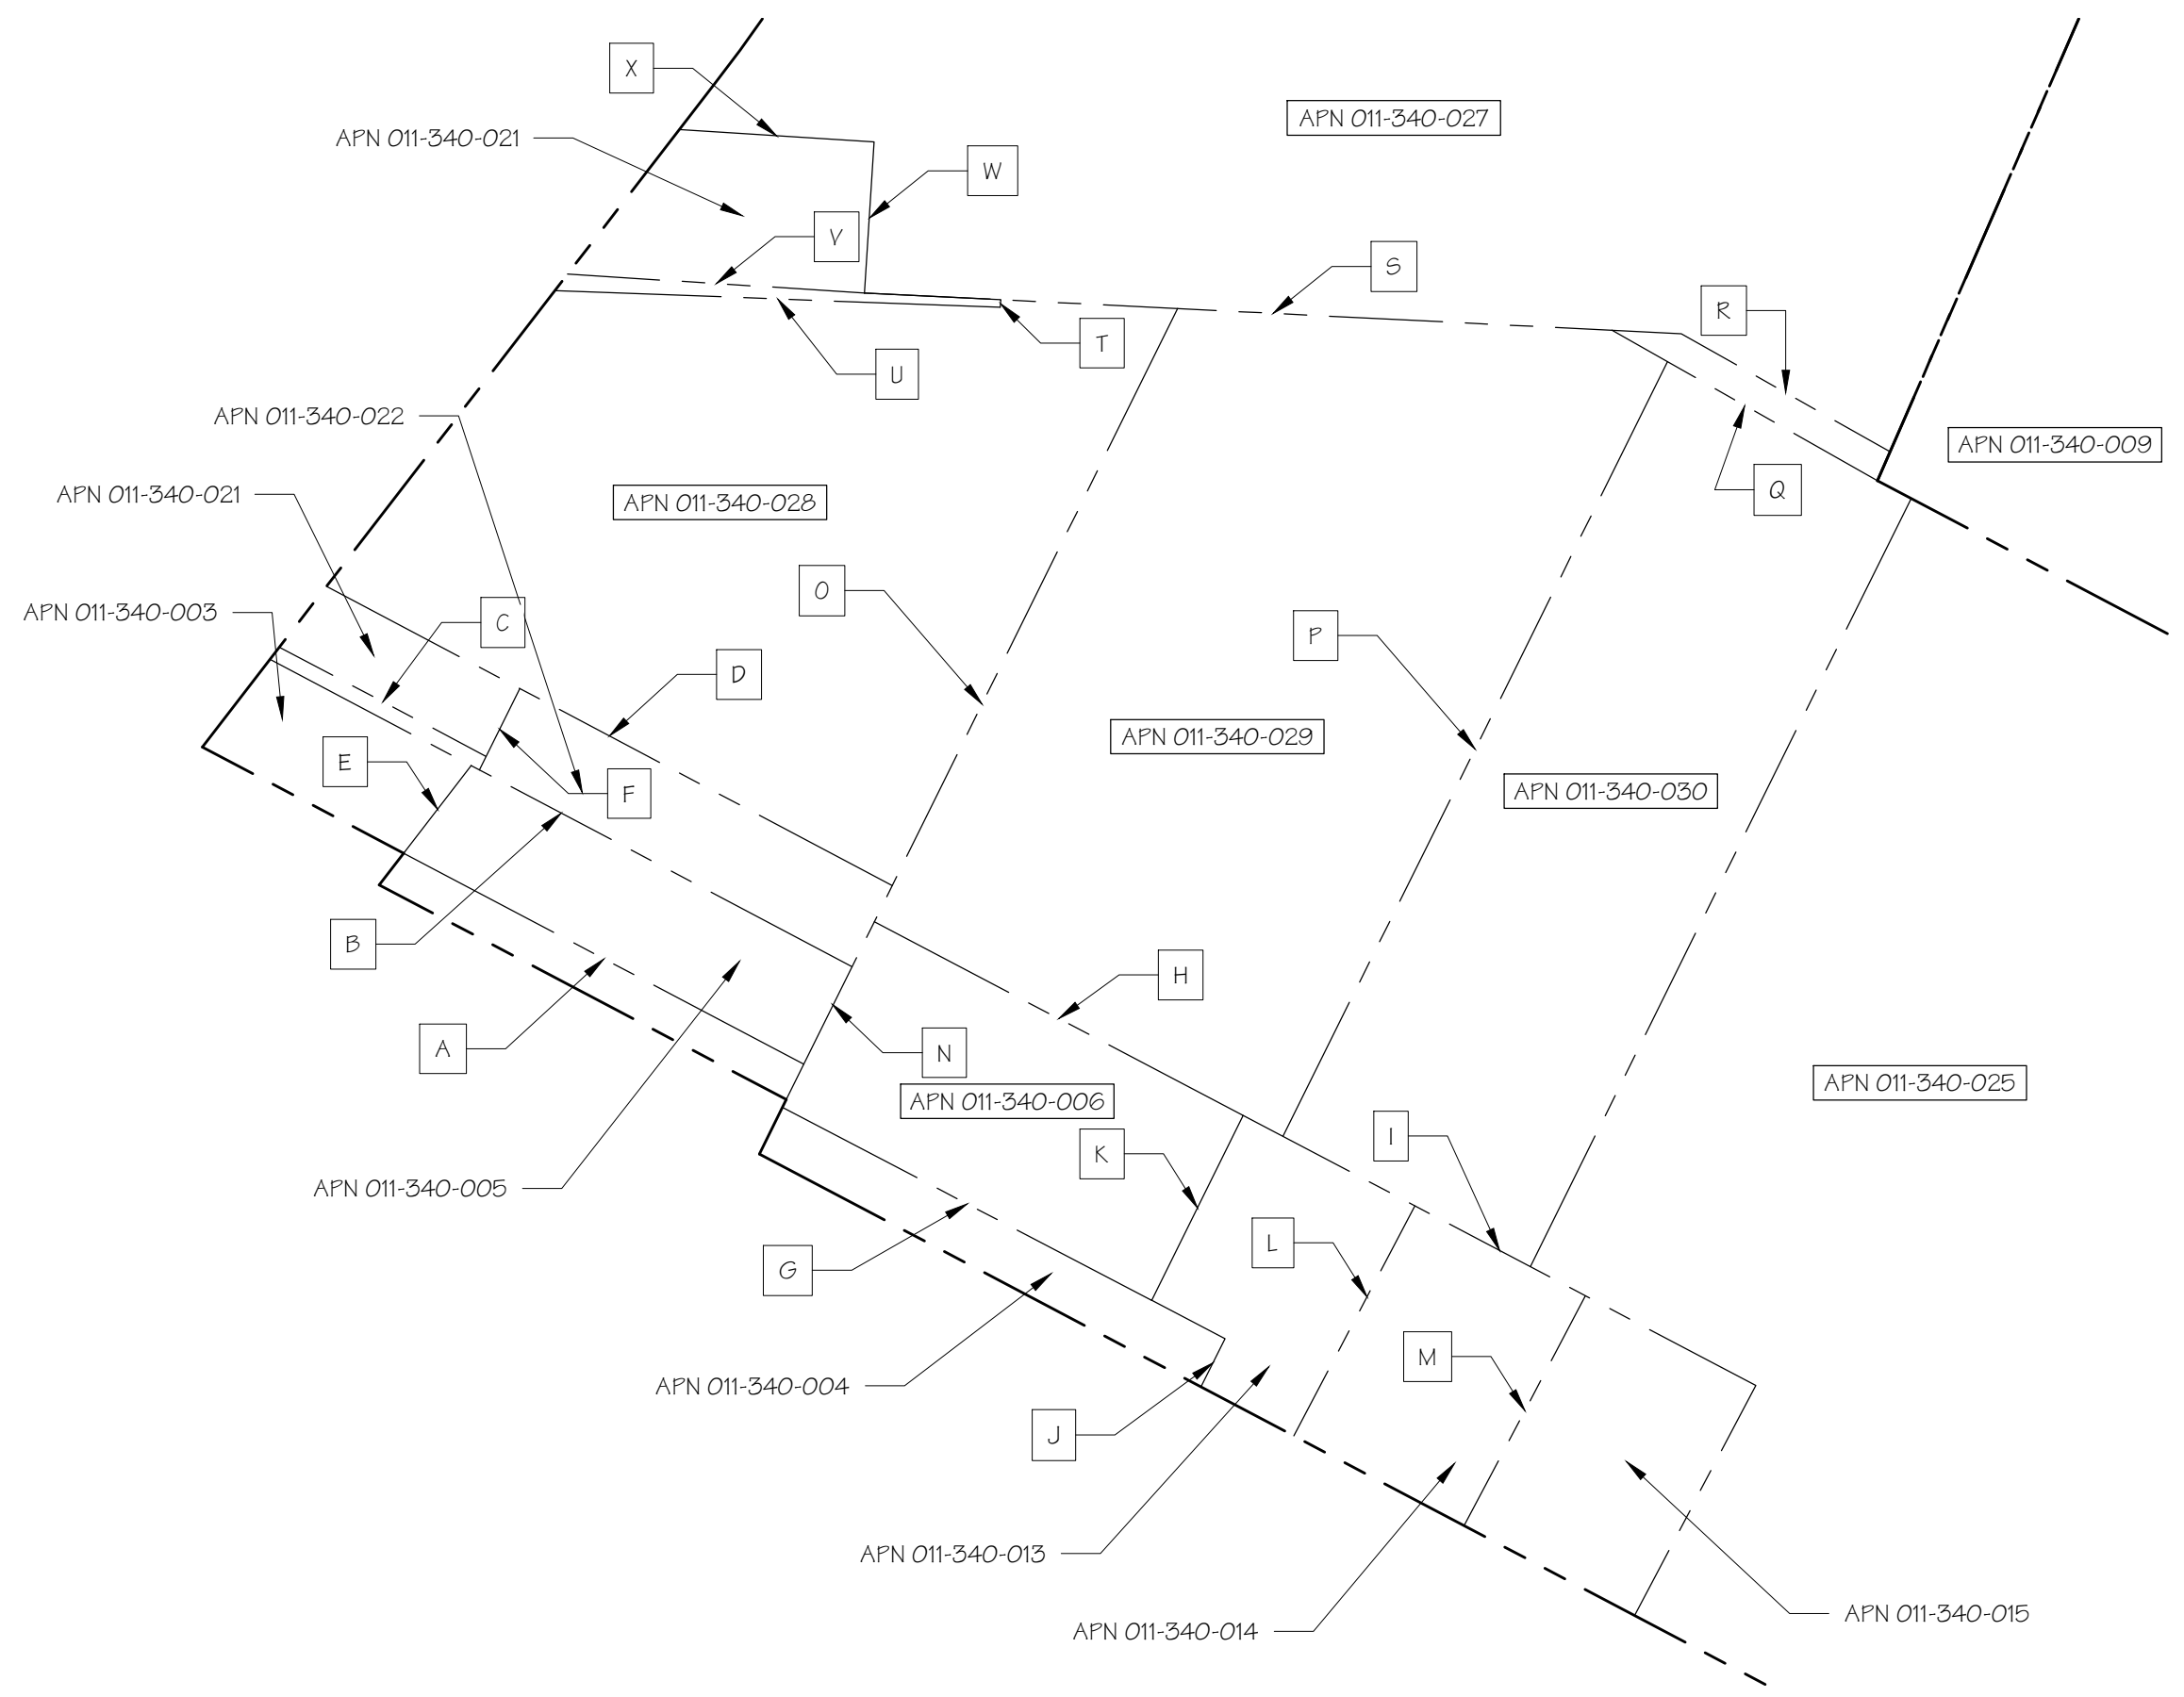 X
APN 011-340-027
APN 011-340-021
W
V
S
R
T
U
APN 011-340-022
APN 011-340-009
Q
APN 011-340-021
APN 011-340-028
O
APN 011-340-003
C
P
D
APN 011-340-029
E
F
APN 011-340-030
B
H
A
N
APN 011-340-025
APN 011-340-006
I
K
APN 011-340-005
L
G
M
APN 011-340-004
J
APN 011-340-013
APN 011-340-015
APN 011-340-014